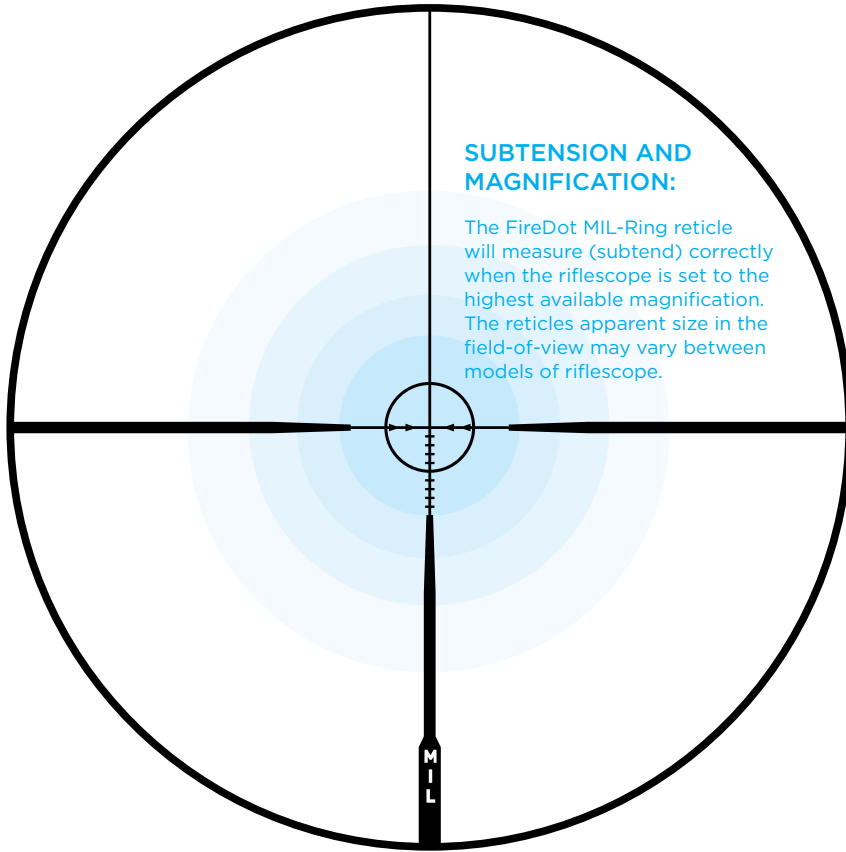 SUBTENSION AND
MAGNIFICATION:
The FireDot MIL-Ring reticle
will measure (subtend) correctly
when the riflescope is set to the
highest available magnification.
The reticles apparent size in the
field-of-view may vary between
models of riflescope.
M
I
L